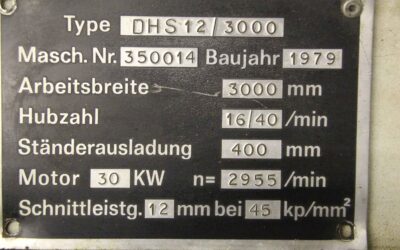 Type DHS 12/3000
Masch. Nr. 350014 Baujahr 1979
Arbeitsbreite 3000 mm
Hubzahl 16/40 /min
Ständerausladung 400 mm
Motor 30 KW n= 2955 /min
Schnittleistg. 12 mm bei 45 kp/mm²